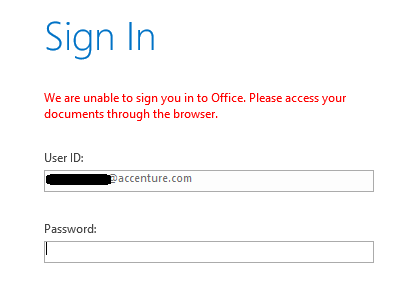 Sign In
We are unable to sign you in to Office. Please access your
documents through the browser.
User ID:
@accenture.com
Password: